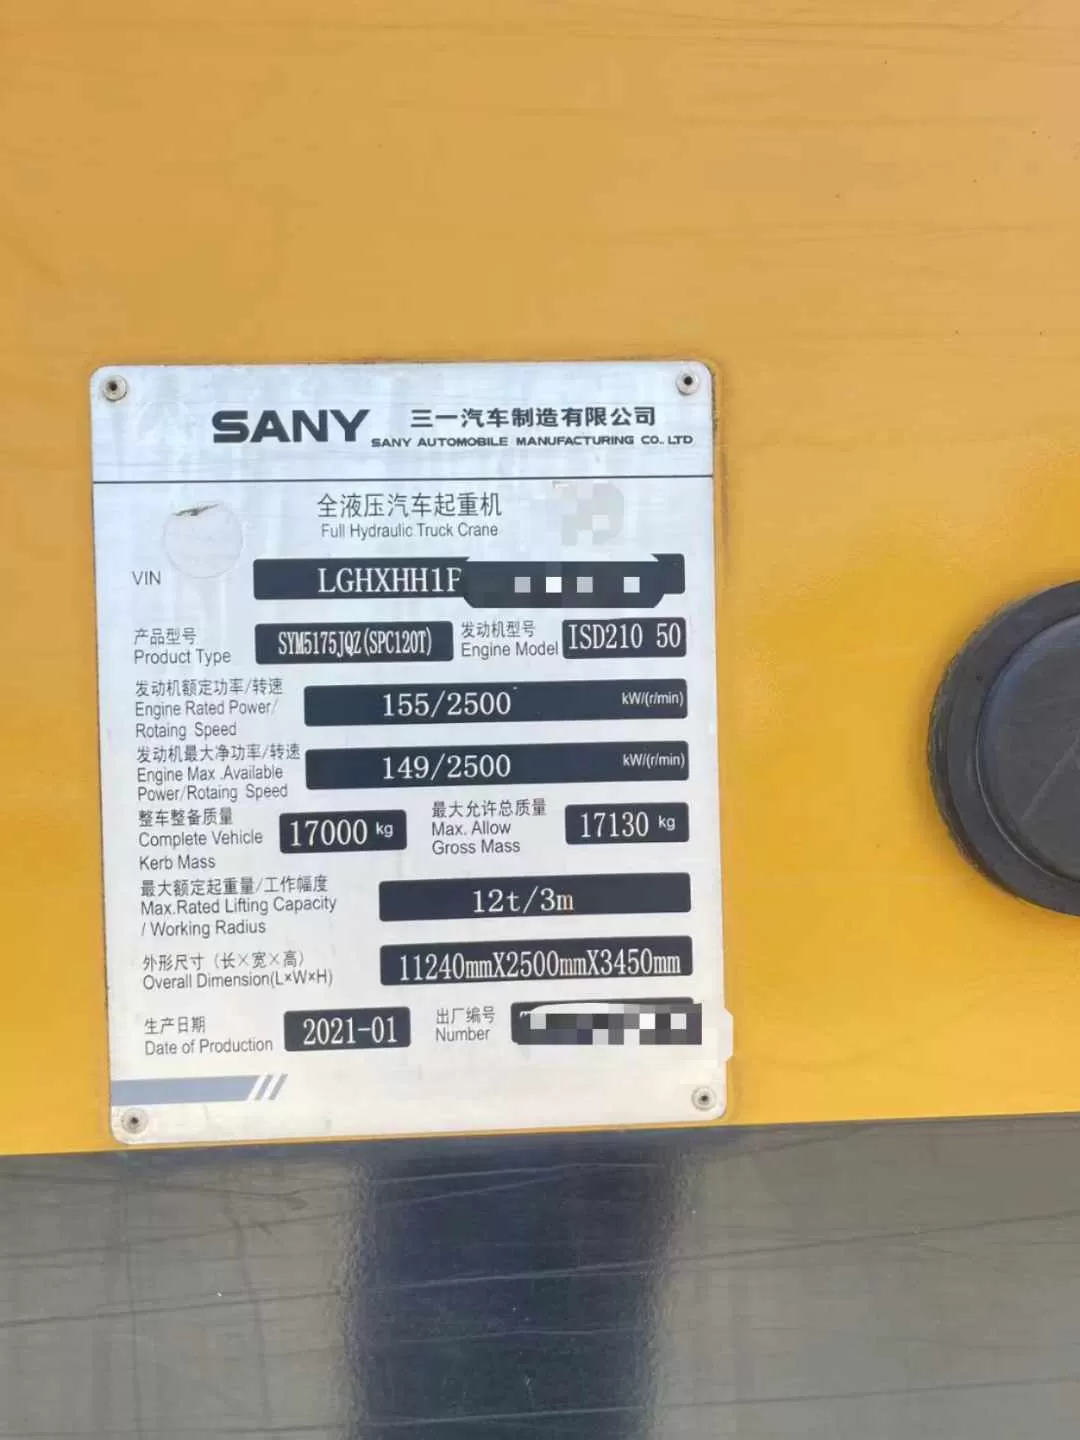 SANY 三一汽车制造有限公司
SANY AUTOMOBILE MANUFACTURING CO., LTD
全液压汽车起重机
Full Hydraulic Truck Crane
VIN LGHXHH1F
产品型号 SYM5175JQZ(SPC120T) 发动机型号 ISD210 50
Product Type Engine Model
发动机额定功率/转速
Engine Rated Power/ 155/2500 kW/(r/min)
Rotaing Speed
发动机最大净功率/转速
Engine Max .Available 149/2500 kW/(r/min)
Power/Rotaing Speed
整车整备质量 最大允许总质量
Complete Vehicle 17000 kg Max. Allow 17130 kg
Kerb Mass Gross Mass
最大额定起重量/工作幅度
Max.Rated Lifting Capacity 12t/3m
/ Working Radius
外形尺寸（长×宽×高） 11240mmX2500mmX3450mm
Overall Dimension(L×W×H)
生产日期 2021-01 出厂编号
Date of Production Number